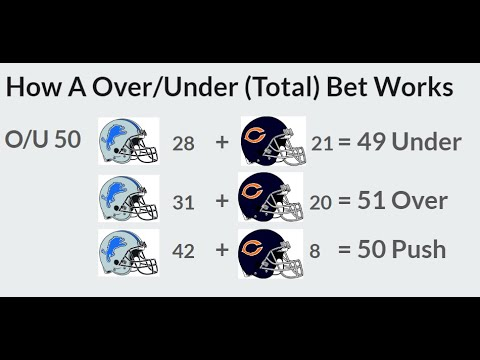 How A Over/Under (Total) Bet Works
O/U 50 28 + 21 = 49 Under
31 + 20 = 51 Over
42 + 8 = 50 Push